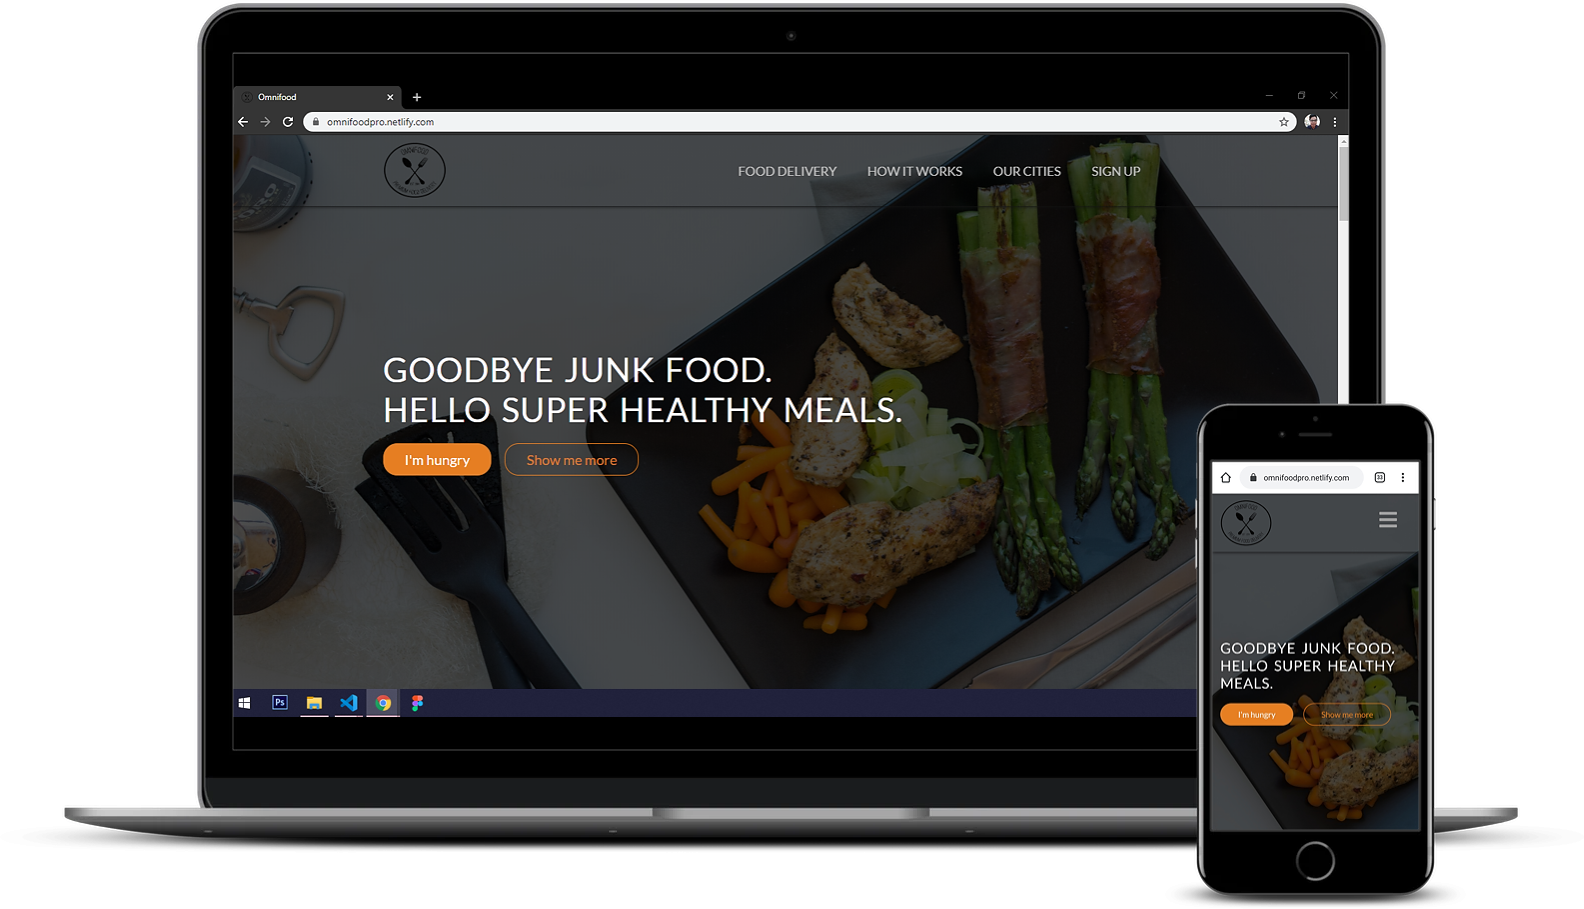 Omnifood
omnifoodpro.netlify.com
FOOD DELIVERY HOW IT WORKS OUR CITIES SIGN UP
GOODBYE JUNK FOOD.
HELLO SUPER HEALTHY MEALS.
I'm hungry Show me more
Ps
omnifoodpro.netlify.com 33
GOODBYE JUNK FOOD.
HELLO SUPER HEALTHY
MEALS.
I'm hungry Show me more